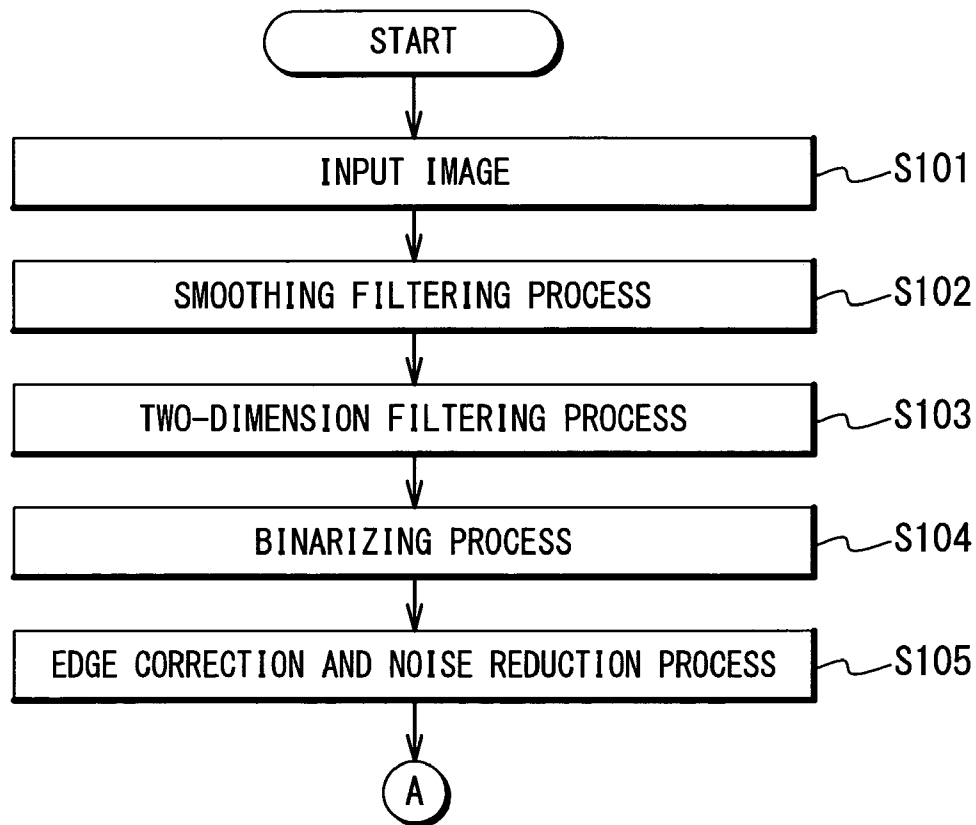 START
INPUT IMAGE
S101
SMOOTHING FILTERING PROCESS
S102
TWO-DIMENSION FILTERING PROCESS
S103
BINARIZING PROCESS
S104
EDGE CORRECTION AND NOISE REDUCTION PROCESS
S105
A